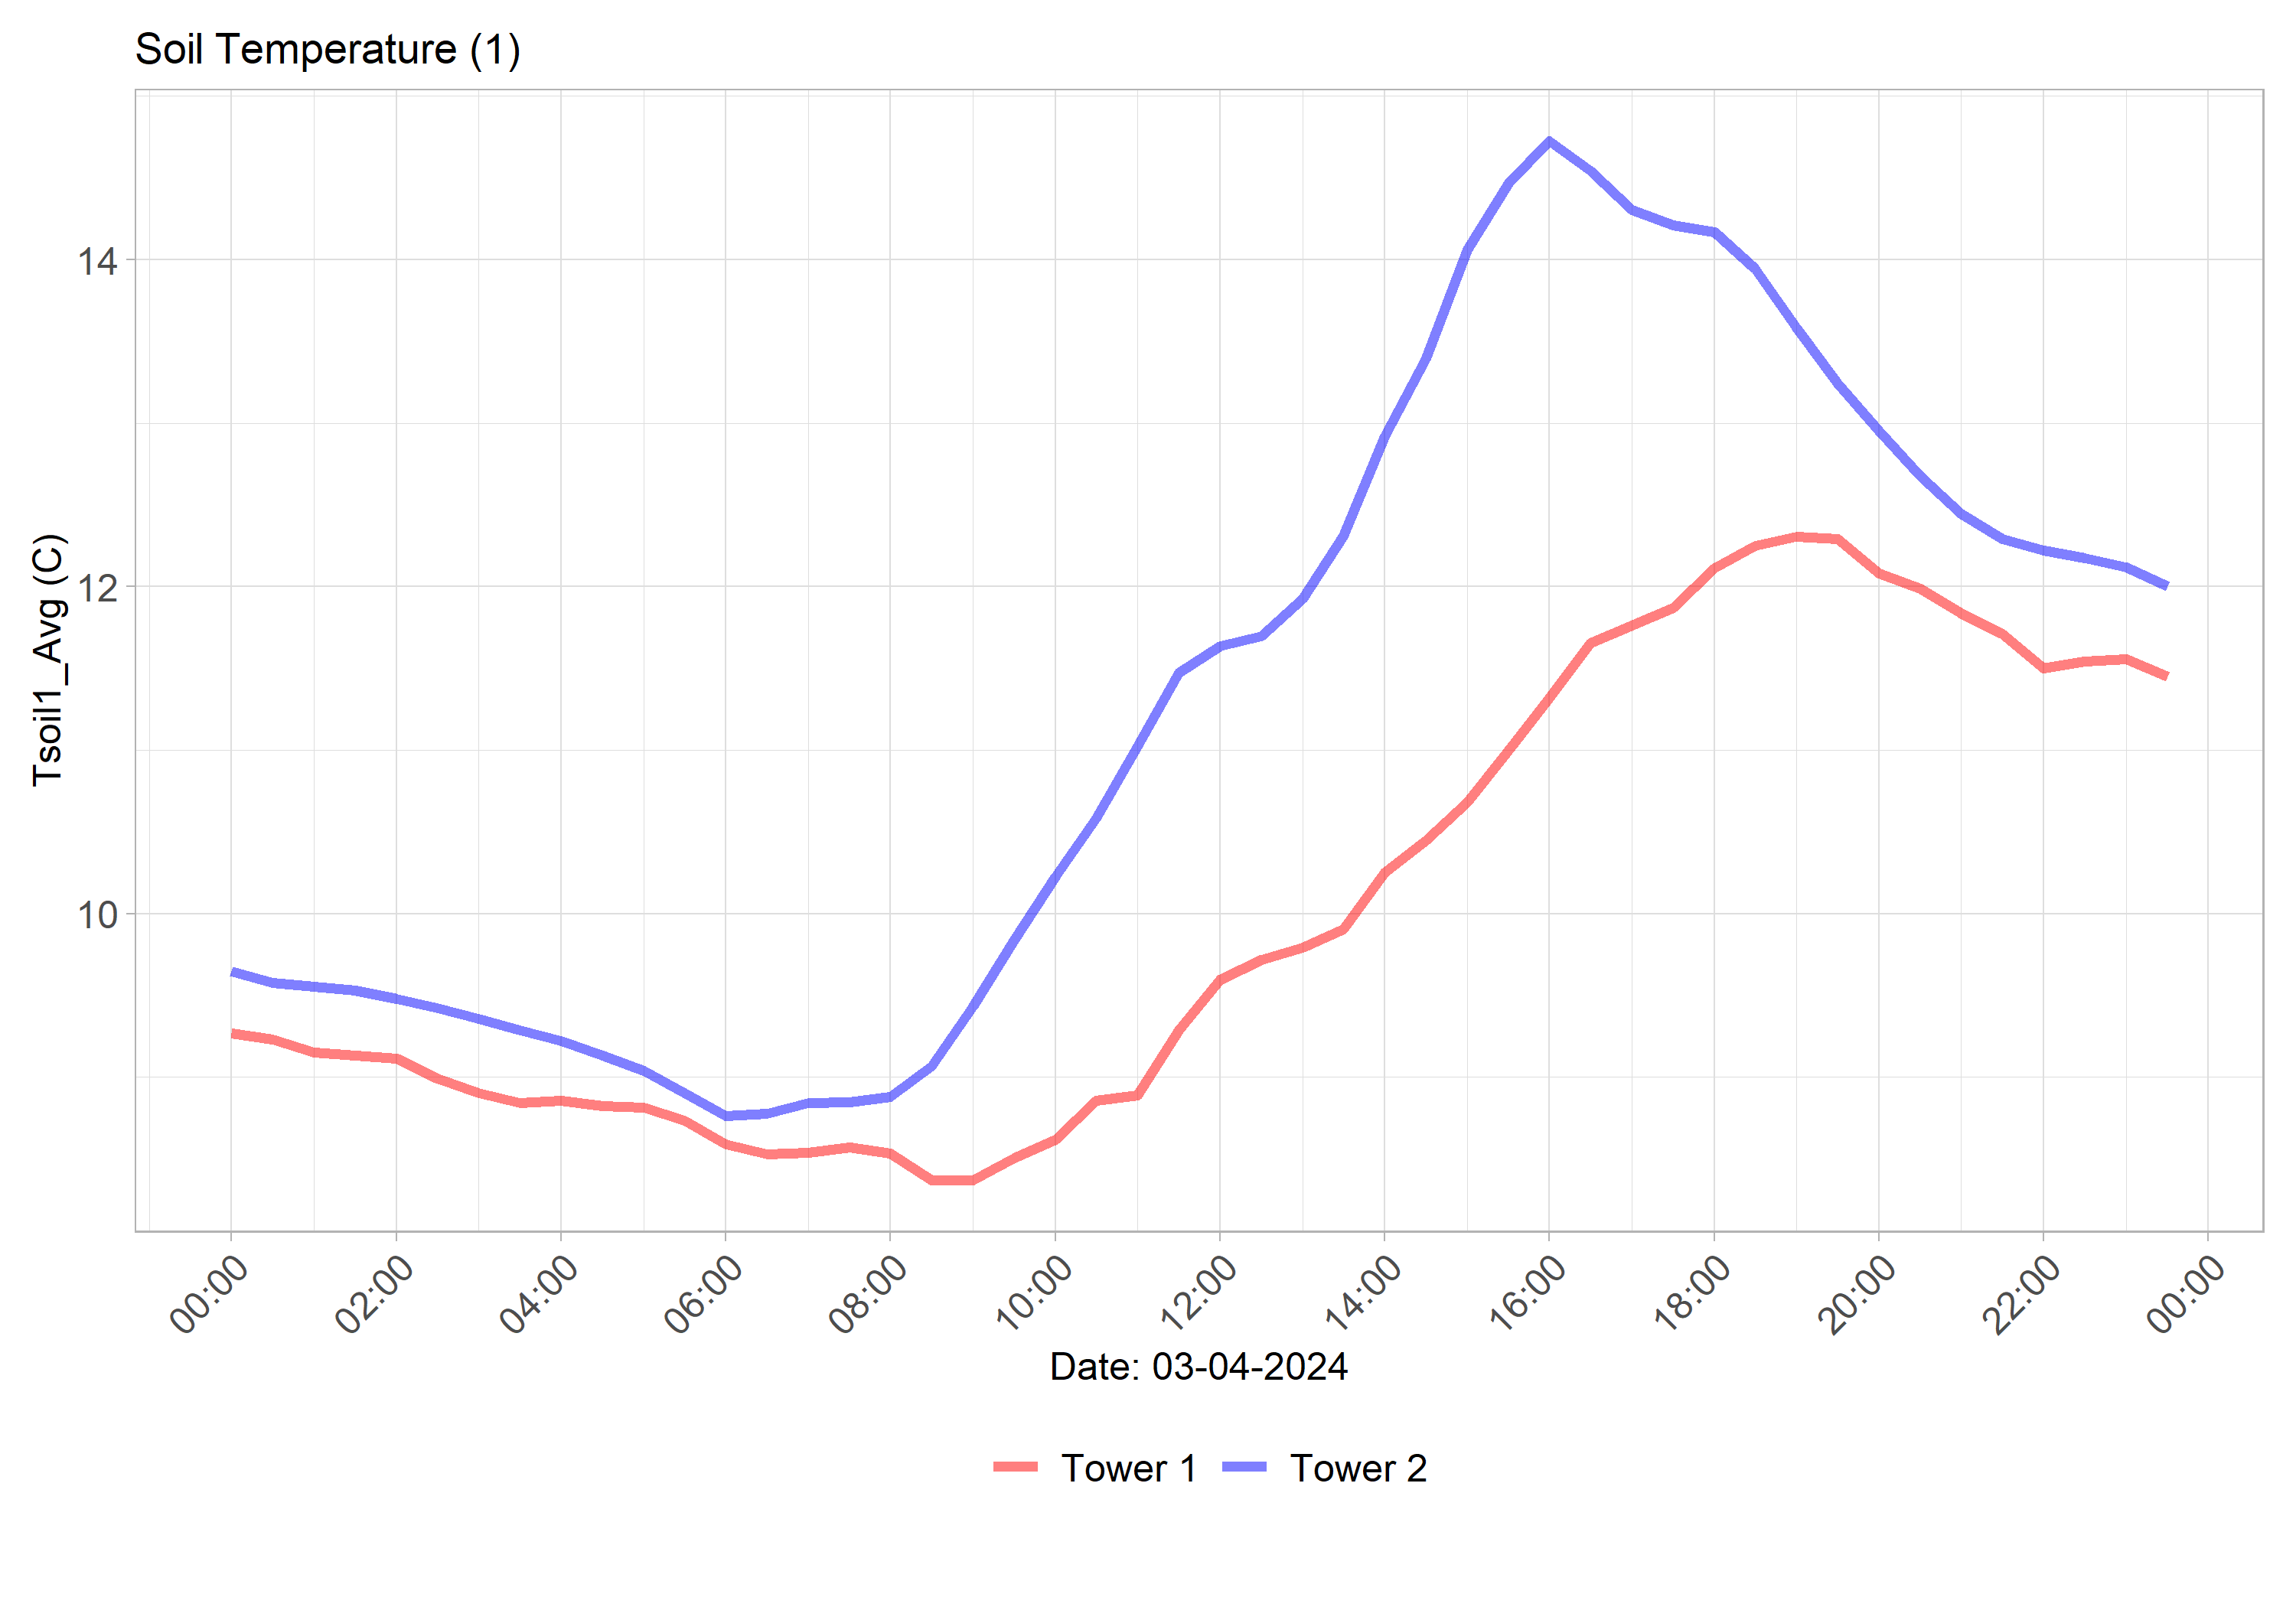 Soil Temperature (1)
Tsoil1_Avg (C)
14
12
10
00:00 02:00 04:00 06:00 08:00 10:00 12:00 14:00 16:00 18:00 20:00 22:00 00:00
Date: 03-04-2024
Tower 1 Tower 2